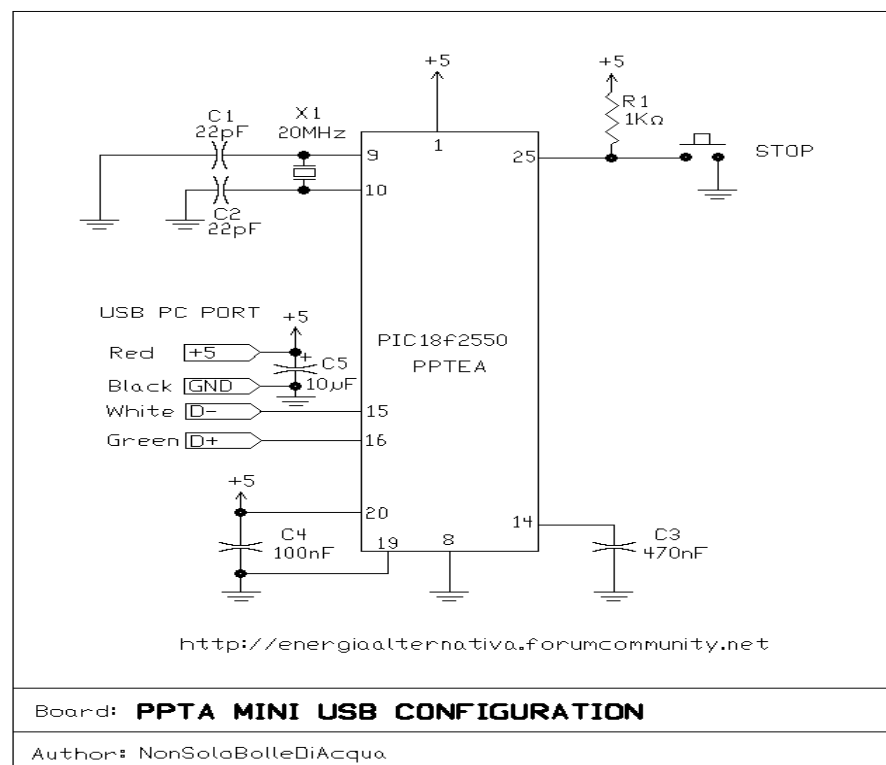 +5
+5
C1
22pF
X1
20MHz
R1
1KΩ
9
1
25
STOP
10
C2
22pF
USB PC PORT
+5
PIC18f2550
PPTEA
Red
+5
+
C5
10µF
Black
GND
White
D-
15
Green
D+
16
+5
20
14
C4
100nF
19
8
C3
470nF
http://energiaalternativa.forumcommunity.net
Board: PPTA MINI USB CONFIGURATION
Author: NonSoloBolleDiAcqua